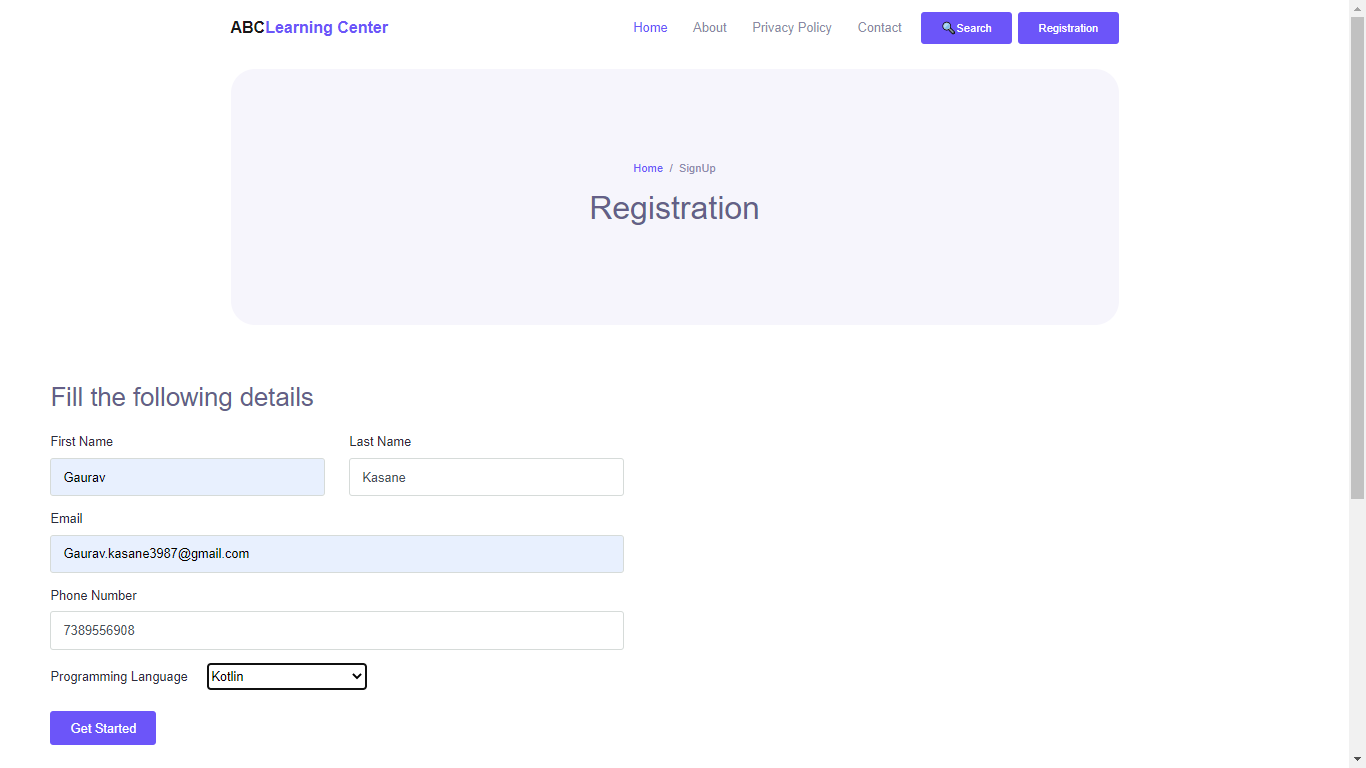 ABCLearning Center Home About Privacy Policy Contact 🔍Search Registration
Home / SignUp
Registration
Fill the following details
First Name Last Name
Gaurav Kasane
Email
Gaurav.kasane3987@gmail.com
Phone Number
7389556908
Programming Language Kotlin
Get Started